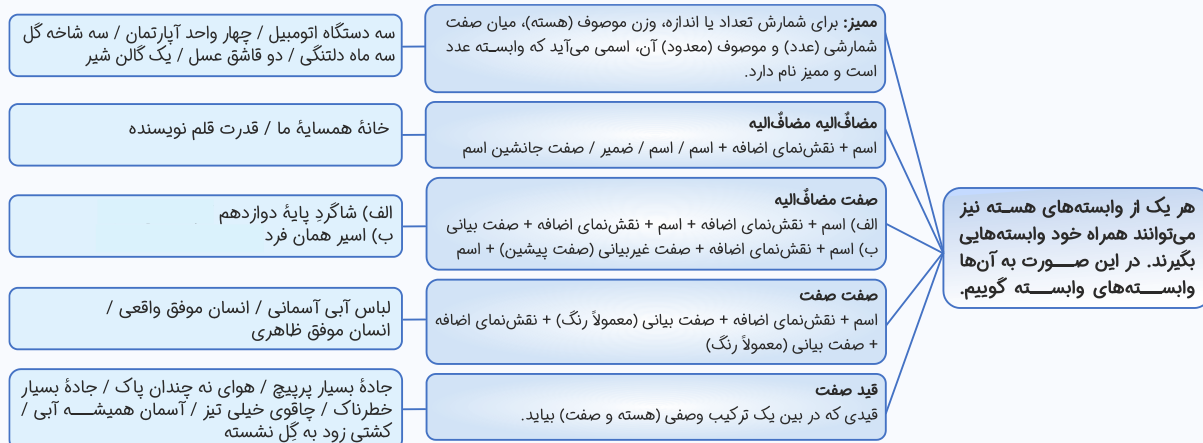 هر یک از وابسته‌های هسته نیز
می‌توانند همراه خود وابسته‌هایی
بگیرند. در این صورت به آن‌ها
وابسته‌های وابسته گوییم.
ممیز: برای شمارش تعداد یا اندازه، وزن موصوف (هسته)، میان صفت
شمارشی (عدد) و موصوف (معدود) آن، اسمی می‌آید که وابسته عدد
است و ممیز نام دارد.
سه دستگاه اتومبیل / چهار واحد آپارتمان / سه شاخه گل
سه ماه دلتنگی / دو قاشق عسل / یک گالن شیر
مضاف‌ٌالیه مضاف‌ٌالیه
اسم + نقش‌نمای اضافه + اسم / اسم / ضمیر / صفت جانشین اسم
خانهٔ همسایهٔ ما / قدرت قلم نویسنده
صفت مضاف‌ٌالیه
الف) اسم + نقش‌نمای اضافه + اسم + نقش‌نمای اضافه + صفت بیانی
ب) اسم + نقش‌نمای اضافه + صفت غیربیانی (صفت پیشین) + اسم
الف) شاگردِ پایهٔ دوازدهم
ب) اسیر همان فرد
صفت صفت
اسم + نقش‌نمای اضافه + صفت بیانی (معمولاً رنگ) + نقش‌نمای اضافه
+ صفت بیانی (معمولاً رنگ)
لباس آبی آسمانی / انسان موفق واقعی /
انسان موفق ظاهری
قید صفت
قیدی که در بین یک ترکیب وصفی (هسته و صفت) بیاید.
جادهٔ بسیار پرپیچ / هوای نه چندان پاک / جادهٔ بسیار
خطرناک / چاقوی خیلی تیز / آسمان همیشه آبی /
کشتی زود به گِل نشسته